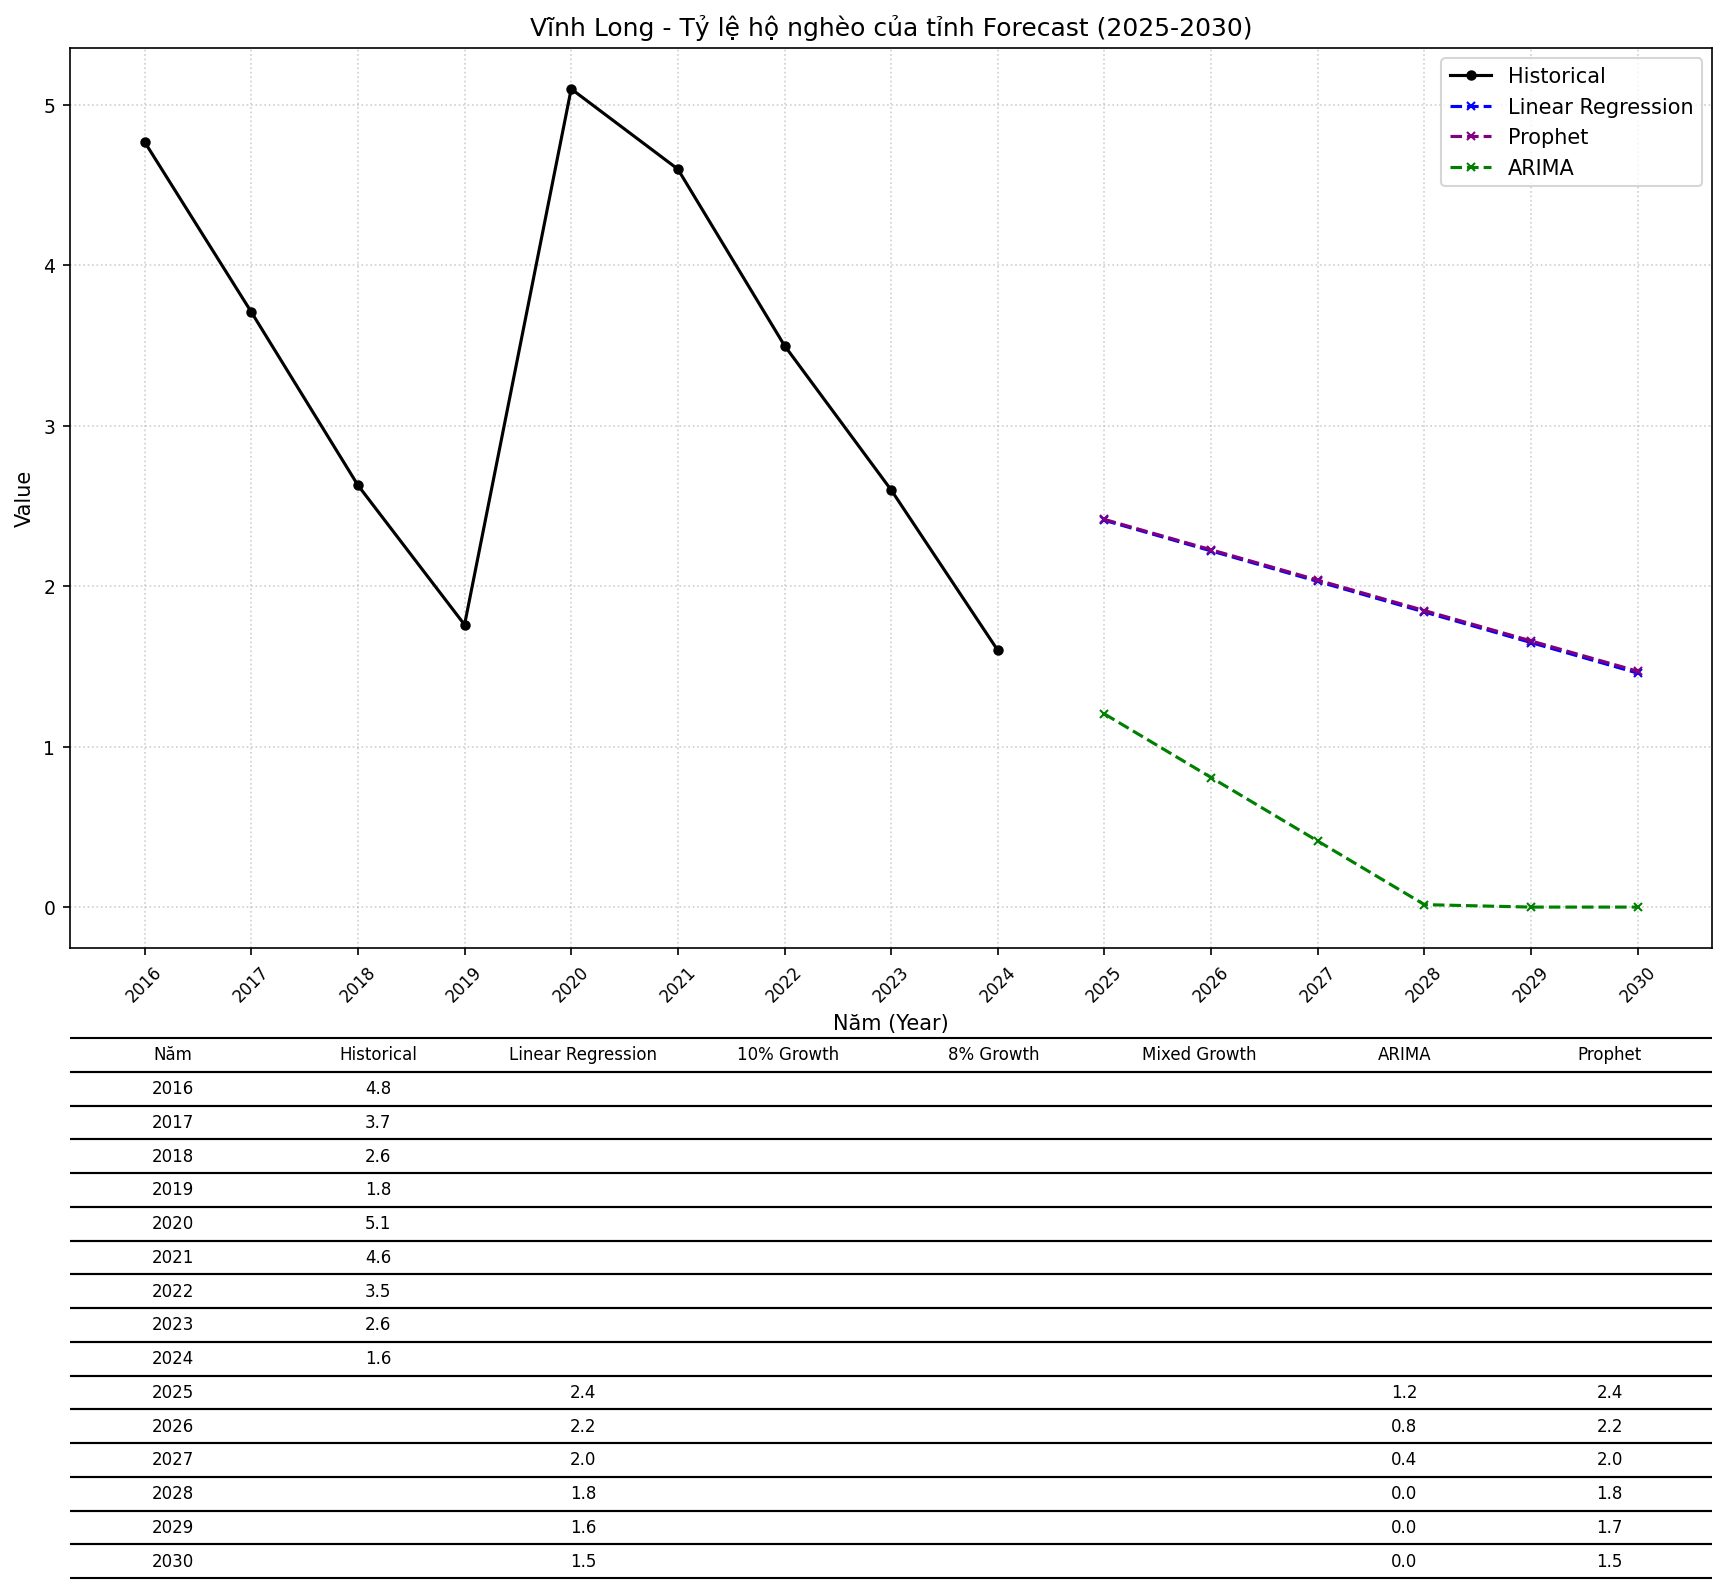 Vĩnh Long - Tỷ lệ hộ nghèo của tỉnh Forecast (2025-2030)
Historical
Linear Regression
Prophet
ARIMA
Value
5
4
3
2
1
0
2016 2017 2018 2019 2020 2021 2022 2023 2024 2025 2026 2027 2028 2029 2030
Năm (Year)
Năm Historical Linear Regression 10% Growth 8% Growth Mixed Growth ARIMA Prophet
2016 4.8
2017 3.7
2018 2.6
2019 1.8
2020 5.1
2021 4.6
2022 3.5
2023 2.6
2024 1.6
2025 2.4 1.2 2.4
2026 2.2 0.8 2.2
2027 2.0 0.4 2.0
2028 1.8 0.0 1.8
2029 1.6 0.0 1.7
2030 1.5 0.0 1.5